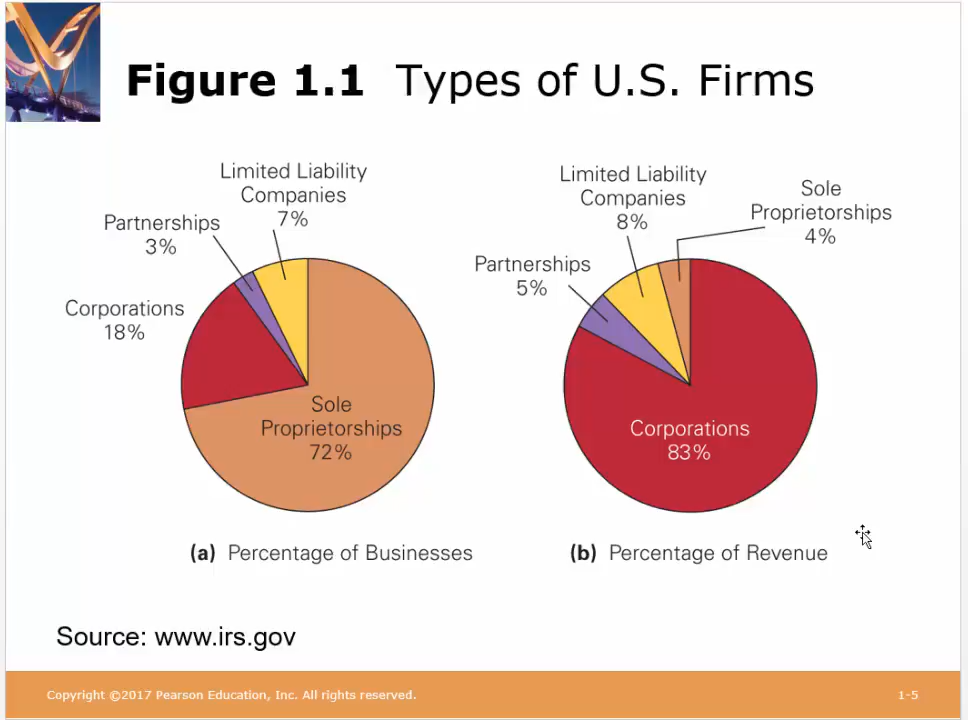 Figure 1.1 Types of U.S. Firms
Limited Liability
Companies
7%
Partnerships
3%
Corporations
18%
Sole
Proprietorships
72%
(a) Percentage of Businesses
Limited Liability
Companies
8%
Sole
Proprietorships
4%
Partnerships
5%
Corporations
83%
(b) Percentage of Revenue
Source: www.irs.gov
Copyright ©2017 Pearson Education, Inc. All rights reserved.
1-5